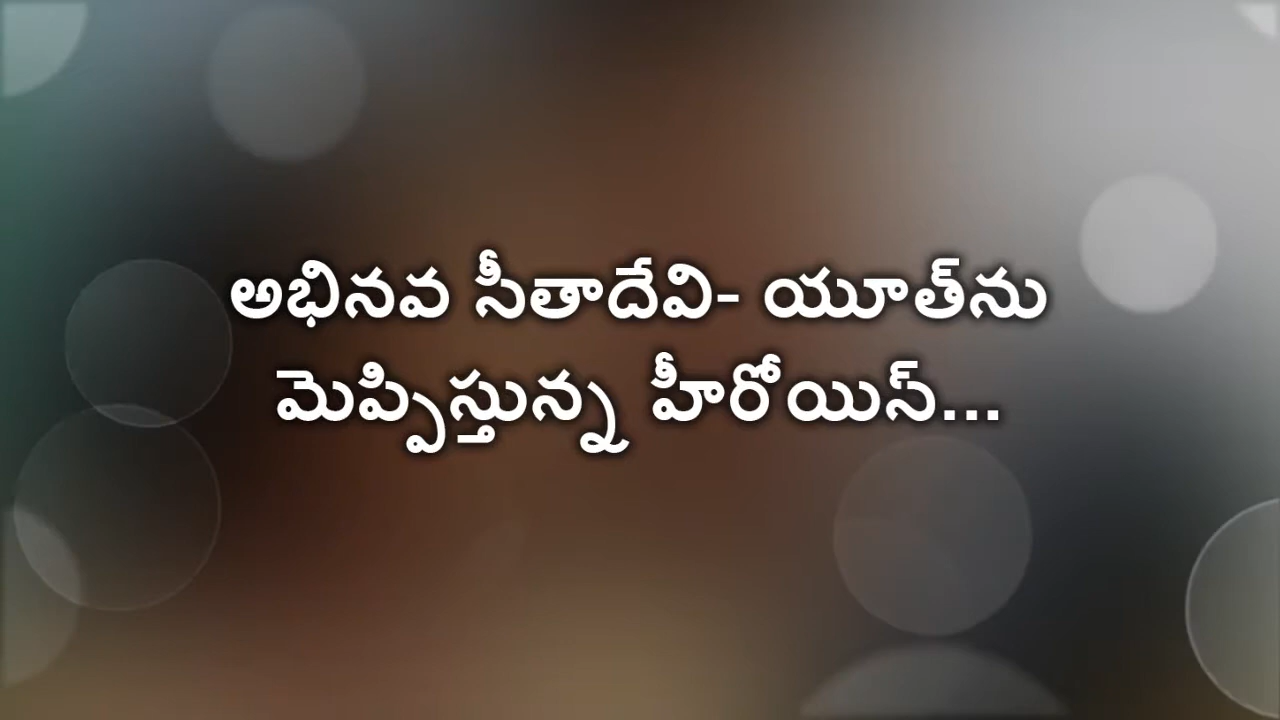 అభినవ సీతాదేవి- యూత్‌ను
మెప్పిస్తున్న హీరోయిన్...